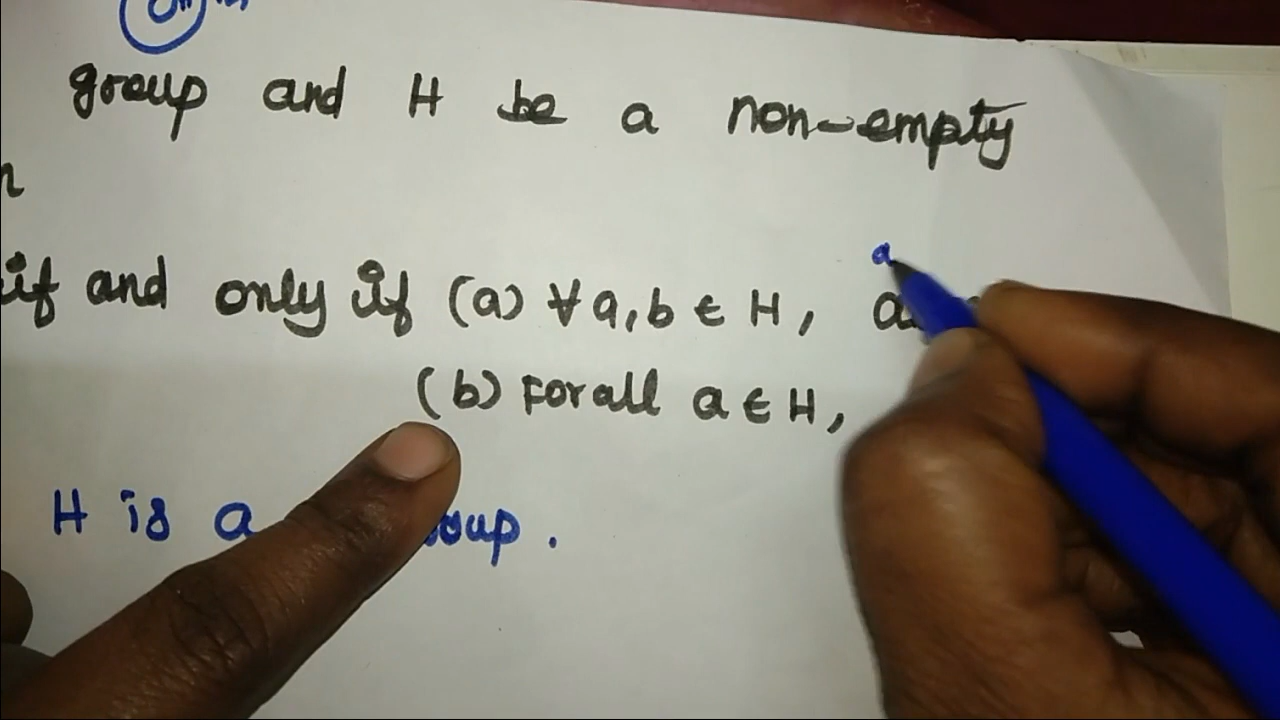 group and H be a non-empty
n
if and only if (a) ∀ a, b ∈ H, a
(b) For all a ∈ H,
H is a